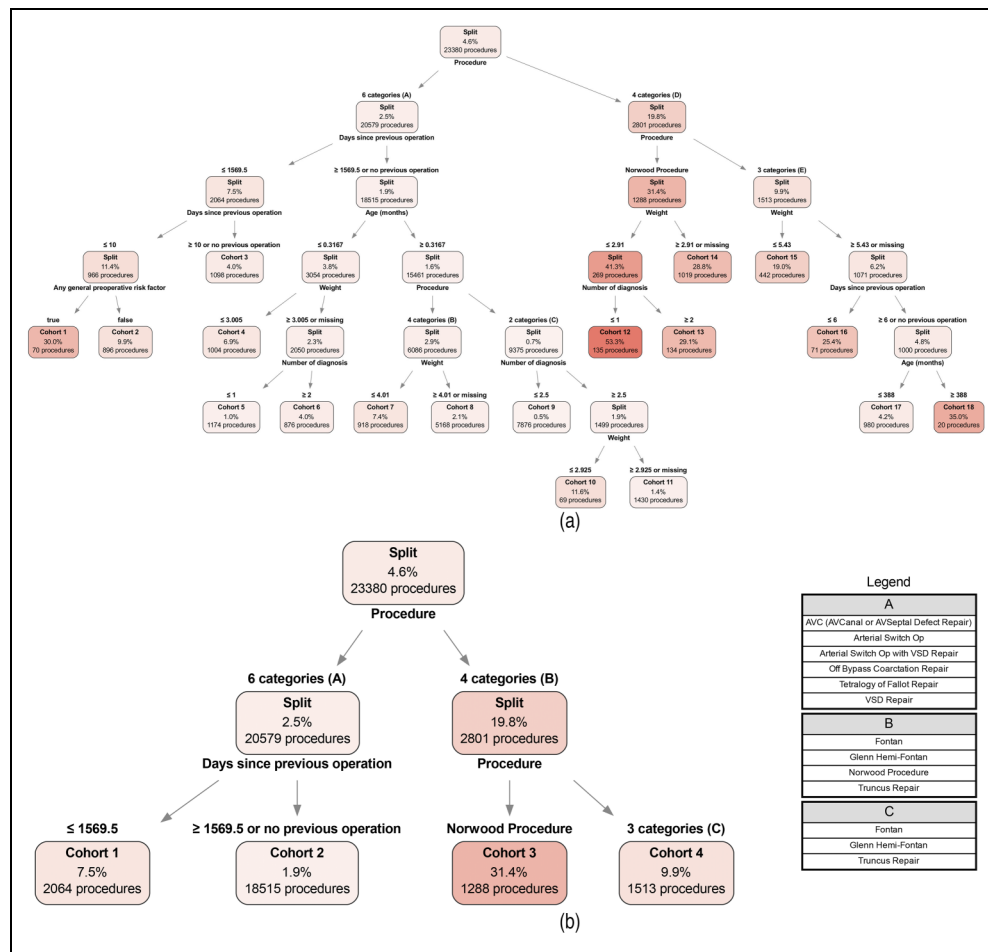 Split
4.6%
23380 procedures
Procedure
6 categories (A)
Split
2.5%
20579 procedures
Days since previous operation
4 categories (D)
Split
19.8%
2801 procedures
Procedure
≤ 1569.5
Split
7.5%
2064 procedures
Days since previous operation
≥ 1569.5 or no previous operation
Split
1.9%
18515 procedures
Age (months)
Norwood Procedure
Split
31.4%
1288 procedures
Weight
3 categories (E)
Split
9.9%
1513 procedures
Weight
≤ 10
Split
11.4%
966 procedures
Any general preoperative risk factor
≥ 10 or no previous operation
Cohort 3
4.0%
1098 procedures
≤ 0.3167
Split
3.8%
3054 procedures
Weight
≥ 0.3167
Split
1.6%
15461 procedures
Procedure
≤ 2.91
Split
41.3%
269 procedures
Number of diagnosis
≥ 2.91 or missing
Cohort 14
28.8%
1019 procedures
≤ 5.43
Cohort 15
19.0%
442 procedures
≥ 5.43 or missing
Split
6.2%
1071 procedures
Days since previous operation
true
Cohort 1
30.0%
70 procedures
false
Cohort 2
9.9%
896 procedures
≤ 3.005
Cohort 4
6.9%
1004 procedures
≥ 3.005 or missing
Split
2.3%
2050 procedures
Number of diagnosis
4 categories (B)
Split
2.9%
6086 procedures
Weight
2 categories (C)
Split
0.7%
9375 procedures
Number of diagnosis
≤ 1
Cohort 12
53.3%
135 procedures
≥ 2
Cohort 13
29.1%
134 procedures
≤ 6
Cohort 16
25.4%
71 procedures
≥ 6 or no previous operation
Split
4.8%
1000 procedures
Age (months)
≤ 1
Cohort 5
1.0%
1174 procedures
≥ 2
Cohort 6
4.0%
876 procedures
≤ 4.01
Cohort 7
7.4%
918 procedures
≥ 4.01 or missing
Cohort 8
2.1%
5168 procedures
≤ 2.5
Cohort 9
0.5%
7876 procedures
≥ 2.5
Split
1.9%
1499 procedures
Weight
≤ 388
Cohort 17
4.2%
980 procedures
≥ 388
Cohort 18
35.0%
20 procedures
≤ 2.925
Cohort 10
11.6%
69 procedures
≥ 2.925 or missing
Cohort 11
1.4%
1430 procedures
(a)
Split
4.6%
23380 procedures
Procedure
6 categories (A)
Split
2.5%
20579 procedures
Days since previous operation
4 categories (B)
Split
19.8%
2801 procedures
Procedure
≤ 1569.5
Cohort 1
7.5%
2064 procedures
≥ 1569.5 or no previous operation
Cohort 2
1.9%
18515 procedures
Norwood Procedure
Cohort 3
31.4%
1288 procedures
3 categories (C)
Cohort 4
9.9%
1513 procedures
(b)
Legend
A
AVC (AVCanal or AVSeptal Defect Repair)
Arterial Switch Op
Arterial Switch Op with VSD Repair
Off Bypass Coarctation Repair
Tetralogy of Fallot Repair
VSD Repair
B
Fontan
Glenn Hemi-Fontan
Norwood Procedure
Truncus Repair
C
Fontan
Glenn Hemi-Fontan
Truncus Repair